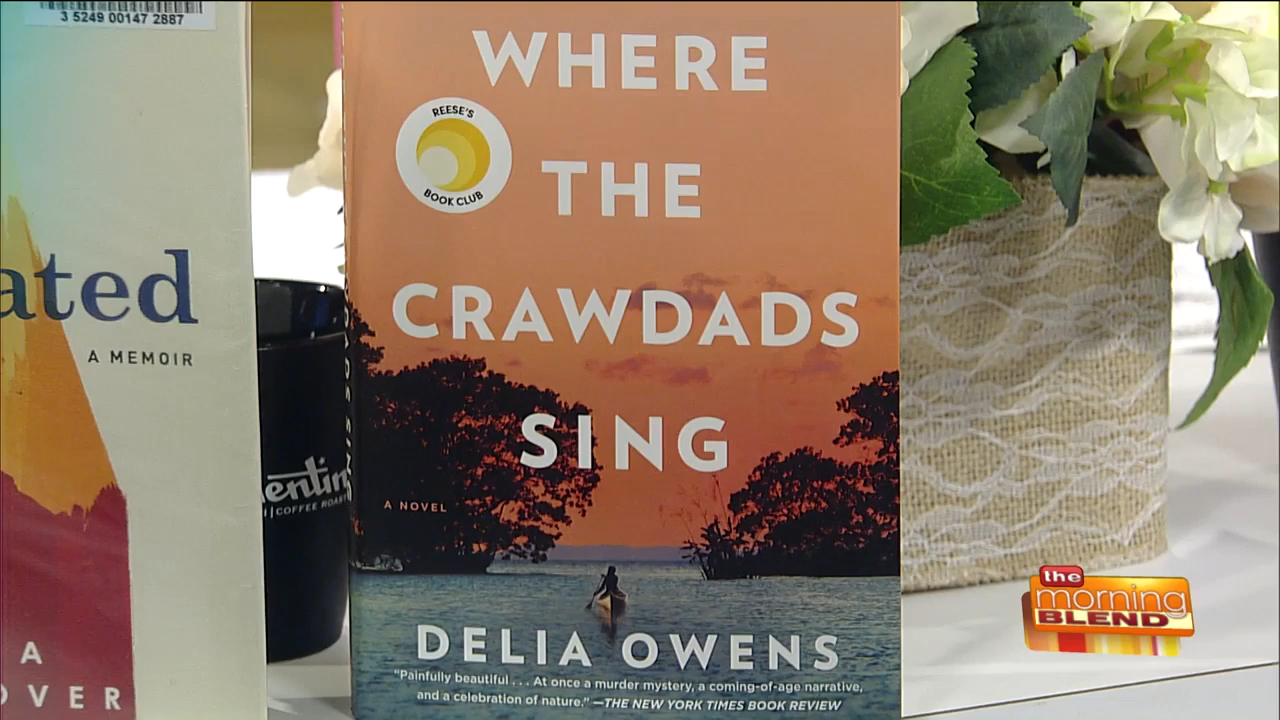 3 5249 00147 2887
ated
A MEMOIR
A
OVER
entin
COFFEE ROAST
WHERE
REESE'S
BOOK CLUB
THE
CRAWDADS
SING
A NOVEL
DELIA OWENS
"Painfully beautiful . . . At once a murder mystery, a coming-of-age narrative,
and a celebration of nature." —THE NEW YORK TIMES BOOK REVIEW
the
morning
BLEND